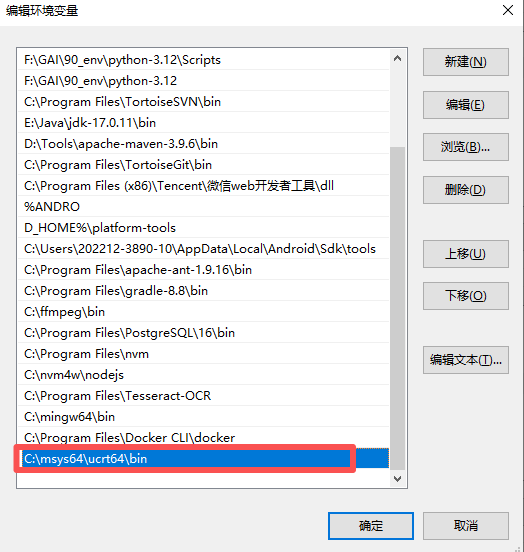 编辑环境变量
F:\GAI\90_env\python-3.12\Scripts
F:\GAI\90_env\python-3.12
C:\Program Files\TortoiseSVN\bin
E:\Java\jdk-17.0.11\bin
D:\Tools\apache-maven-3.9.6\bin
C:\Program Files\TortoiseGit\bin
C:\Program Files (x86)\Tencent\微信web开发者工具\dll
%ANDRO
D_HOME%\platform-tools
C:\Users\202212-3890-10\AppData\Local\Android\Sdk\tools
C:\Program Files\apache-ant-1.9.16\bin
C:\Program Files\gradle-8.8\bin
C:\ffmpeg\bin
C:\Program Files\PostgreSQL\16\bin
C:\Program Files\nvm
C:\nvm4w\nodejs
C:\Program Files\Tesseract-OCR
C:\mingw64\bin
C:\Program Files\Docker CLI\docker
C:\msys64\ucrt64\bin
新建(N)
编辑(E)
浏览(B)...
删除(D)
上移(U)
下移(O)
编辑文本(T)...
确定
取消